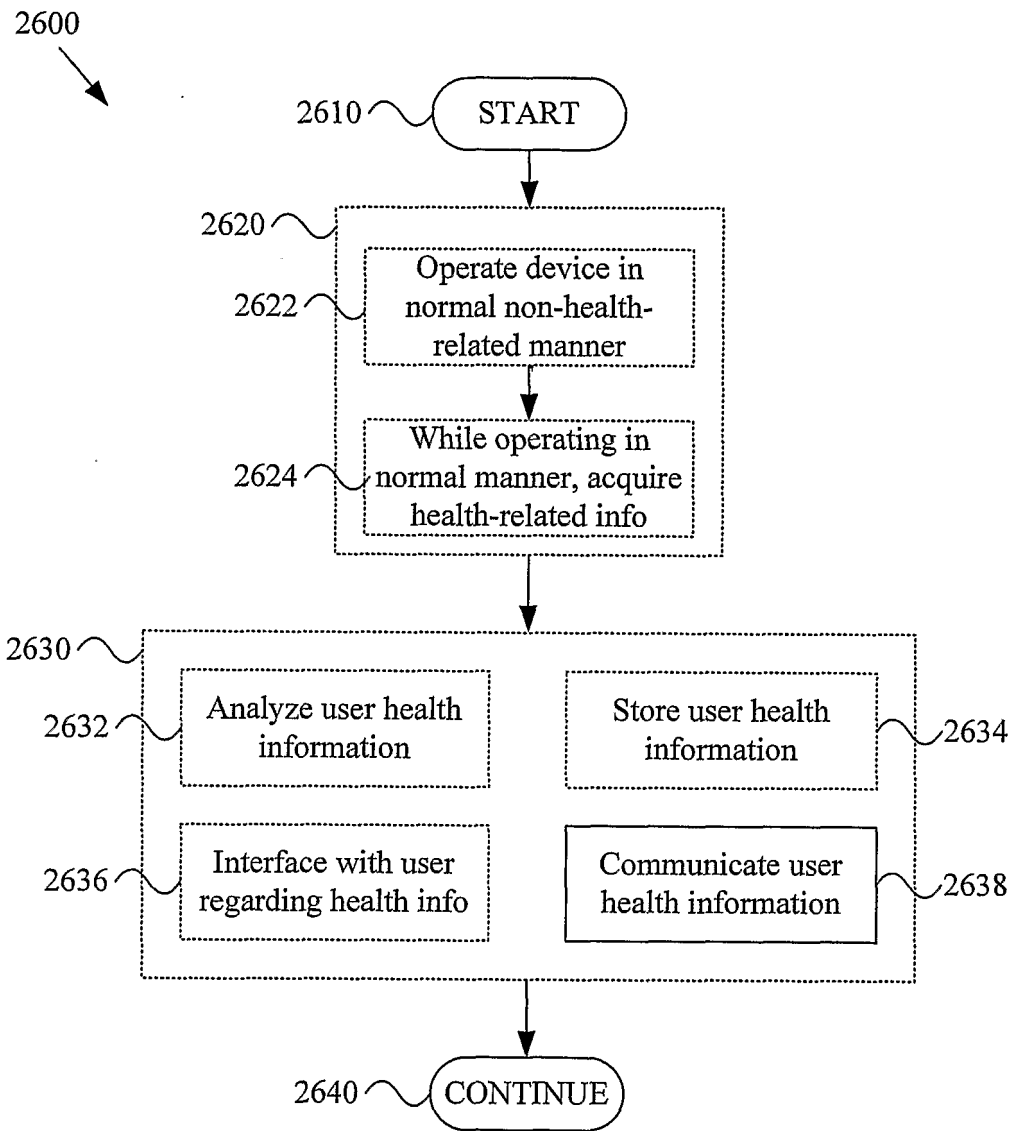 2600
2610
START
2620
2622
Operate device in
normal non-health-
related manner
2624
While operating in
normal manner, acquire
health-related info
2630
2632
Analyze user health
information
Store user health
information
2634
2636
Interface with user
regarding health info
Communicate user
health information
2638
2640
CONTINUE